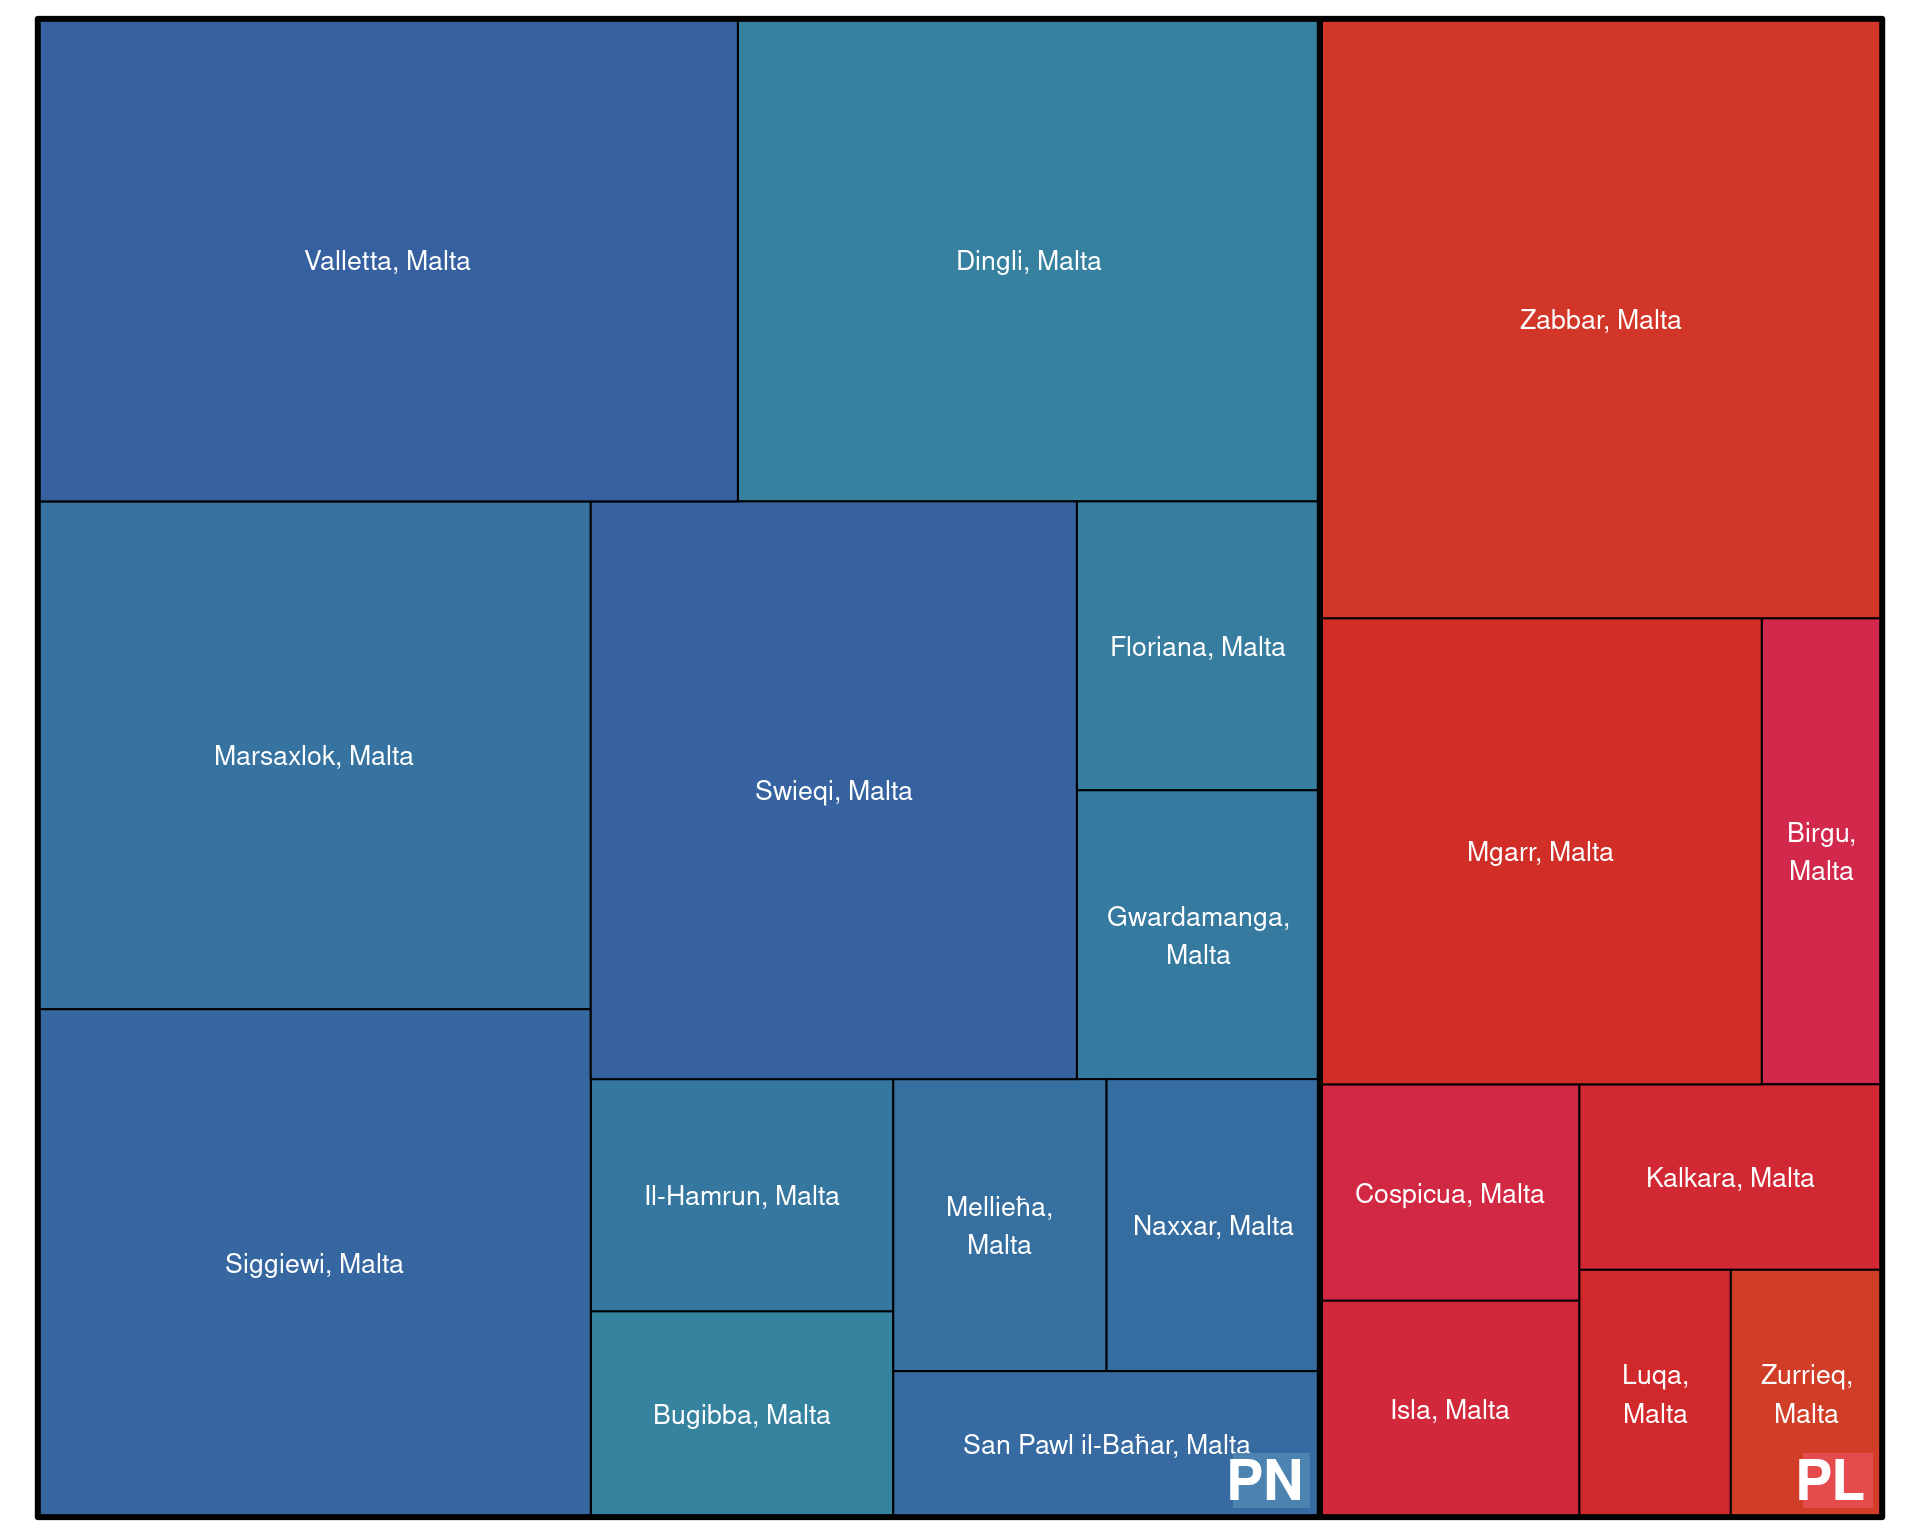 Valletta, Malta
Dingli, Malta
Zabbar, Malta
Marsaxlok, Malta
Swieqi, Malta
Floriana, Malta
Gwardamanga,
Malta
Mgarr, Malta
Birgu,
Malta
Siggiewi, Malta
Il-Hamrun, Malta
Mellieħa,
Malta
Naxxar, Malta
Bugibba, Malta
San Pawl il-Baħar, Malta
PN
Cospicua, Malta
Kalkara, Malta
Isla, Malta
Luqa,
Malta
Zurrieq,
Malta
PL